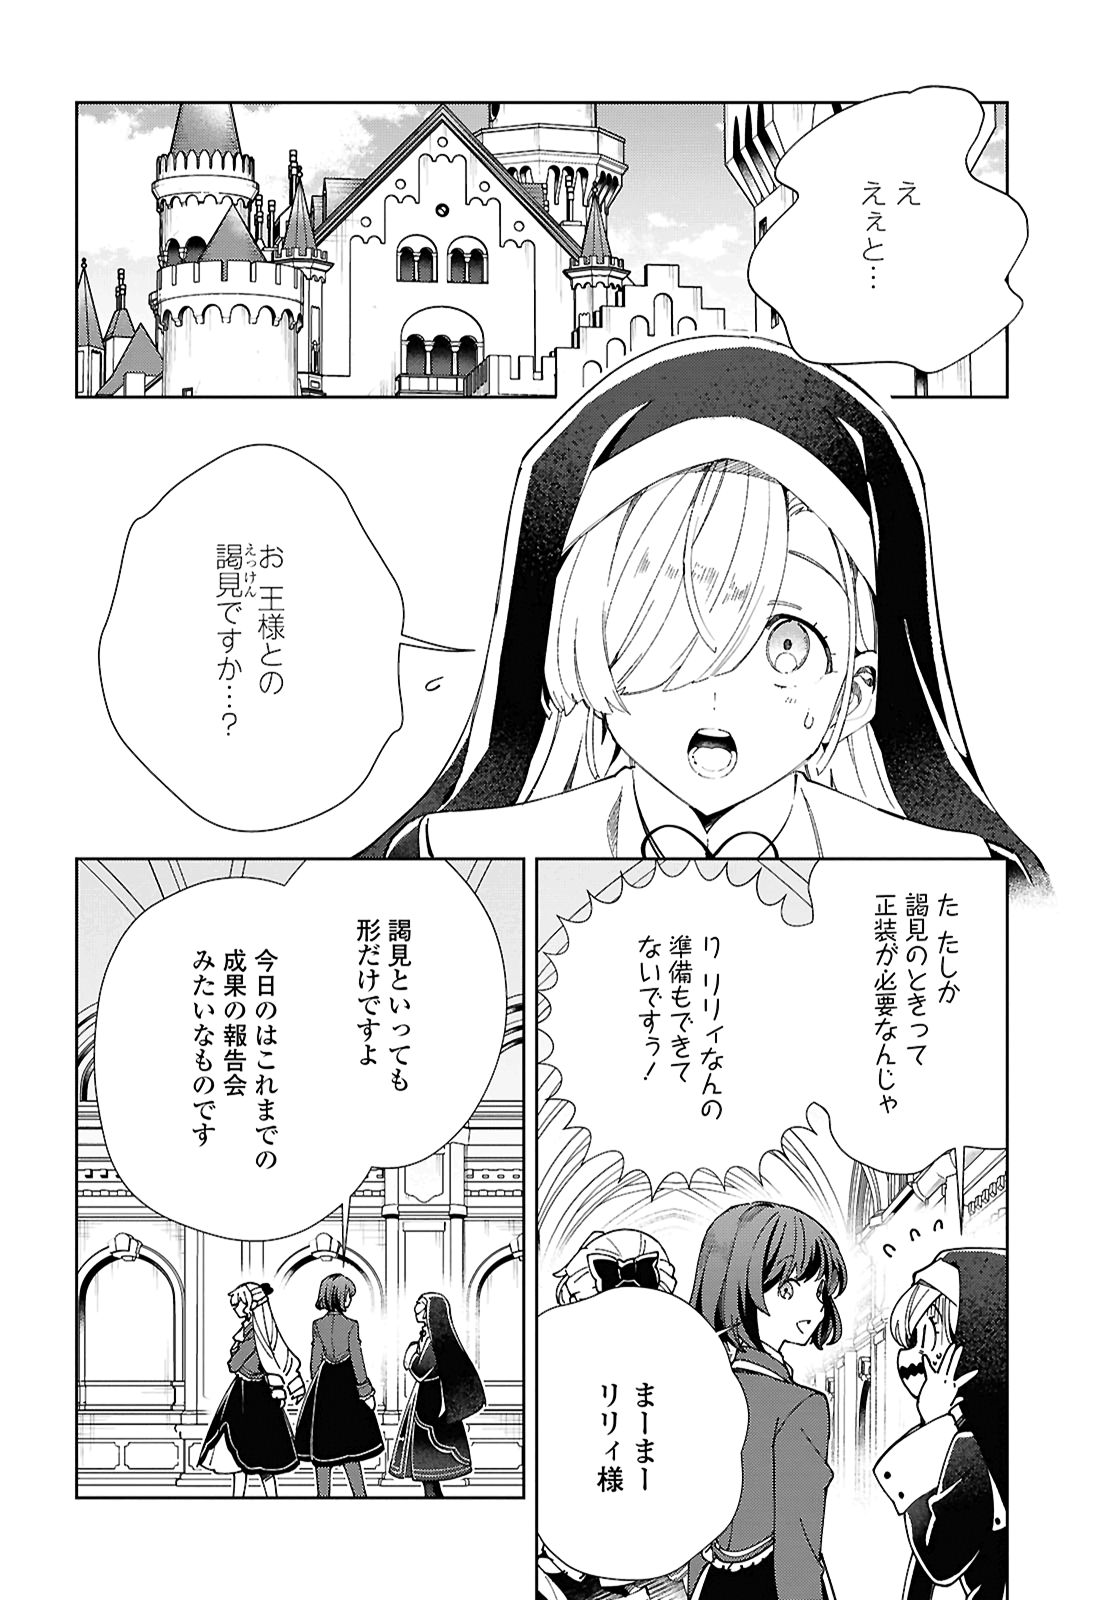 え
ええと…
お王様との
謁見ですか…？
えっけん
た たしか
謁見のときって
正装が必要なんじゃ
リ リリィなんの
準備もできて
ないですぅ！
まーまー
リリィ様
謁見といっても
形だけですよ
今日のはこれまでの
成果の報告会
みたいなものです